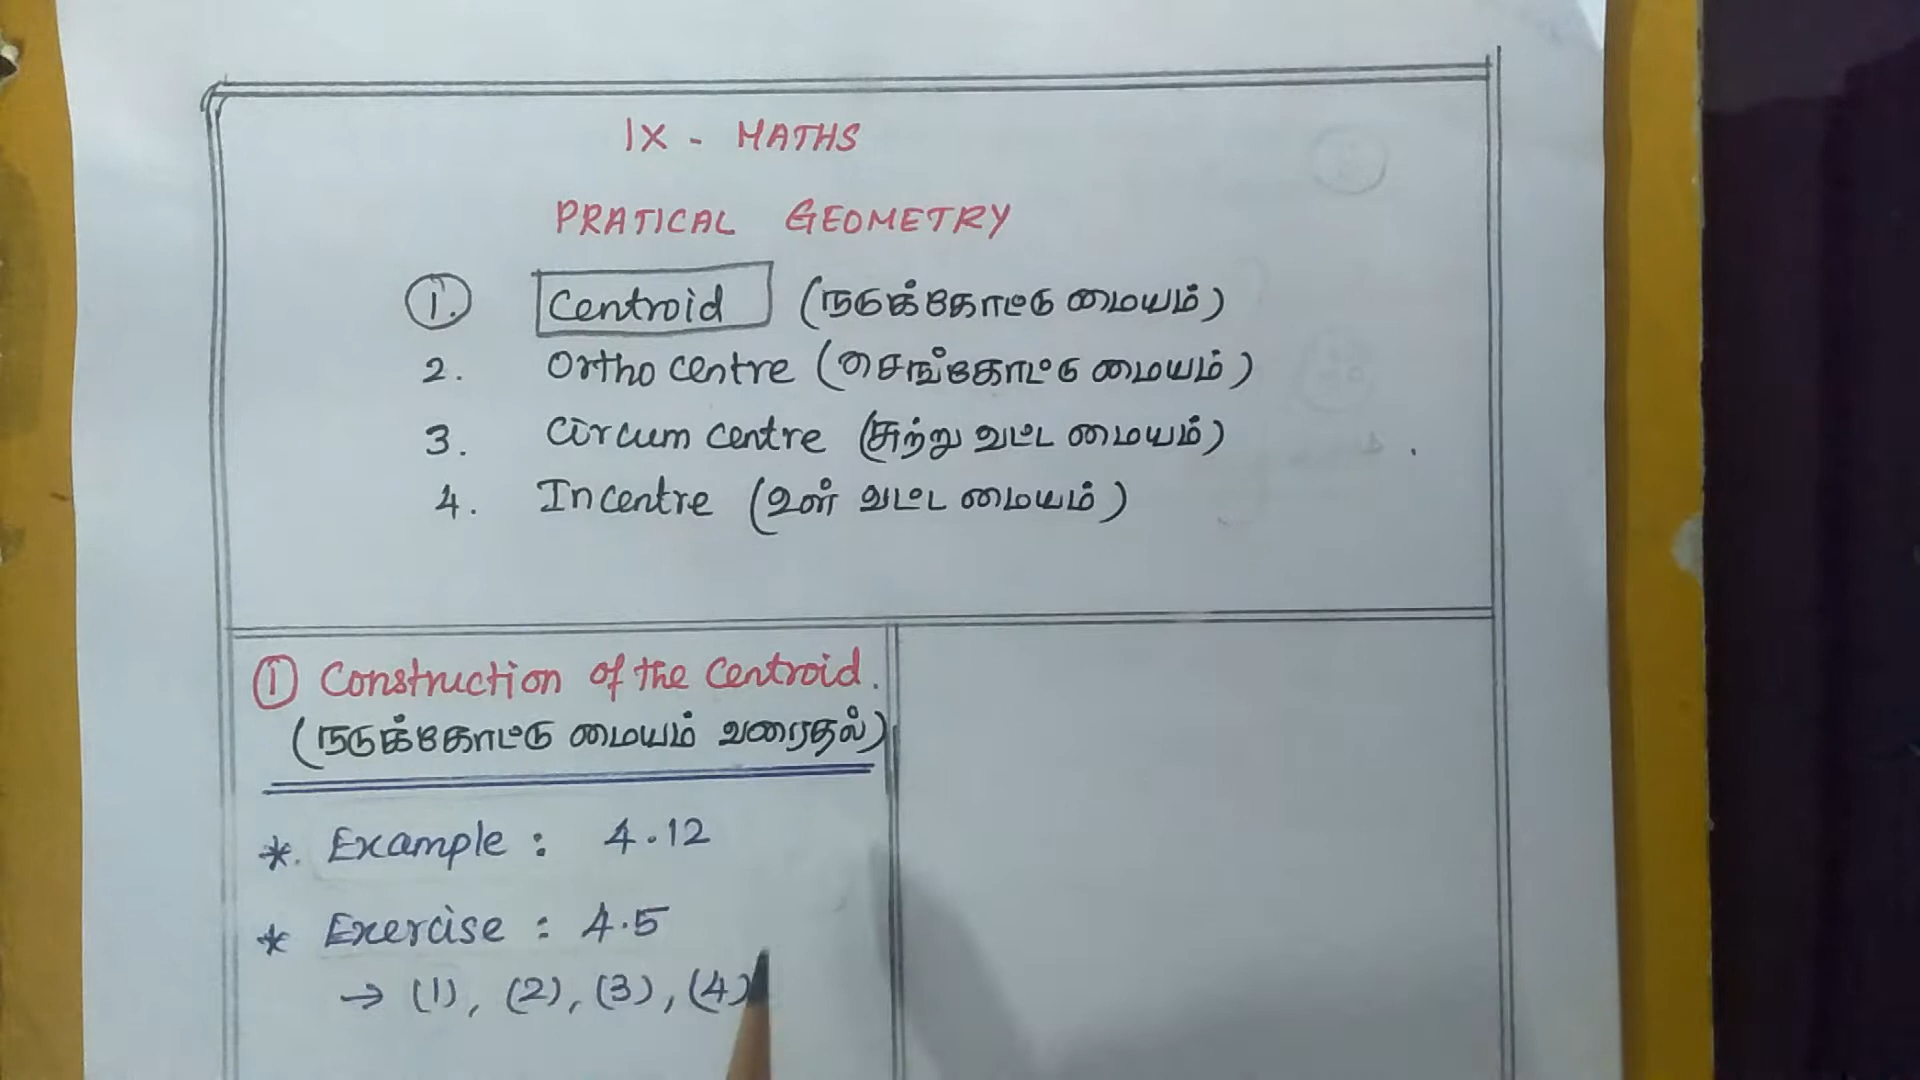 IX - MATHS
PRATICAL GEOMETRY
1. Centroid (நடுக்கோட்டு மையம்)
2. Ortho centre (செங்கோட்டு மையம்)
3. Circum centre (சுற்று வட்ட மையம்)
4. In centre (உள் வட்ட மையம்)
① Construction of the Centroid.
(நடுக்கோட்டு மையம் வரைதல்)
*. Example : 4.12
* Exercise : 4.5
→ (1), (2), (3), (4)